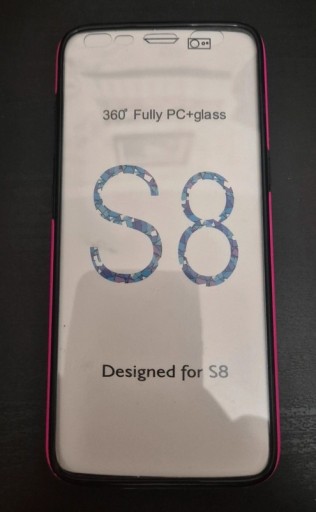 360° Fully PC+glass
S8
Designed for S8